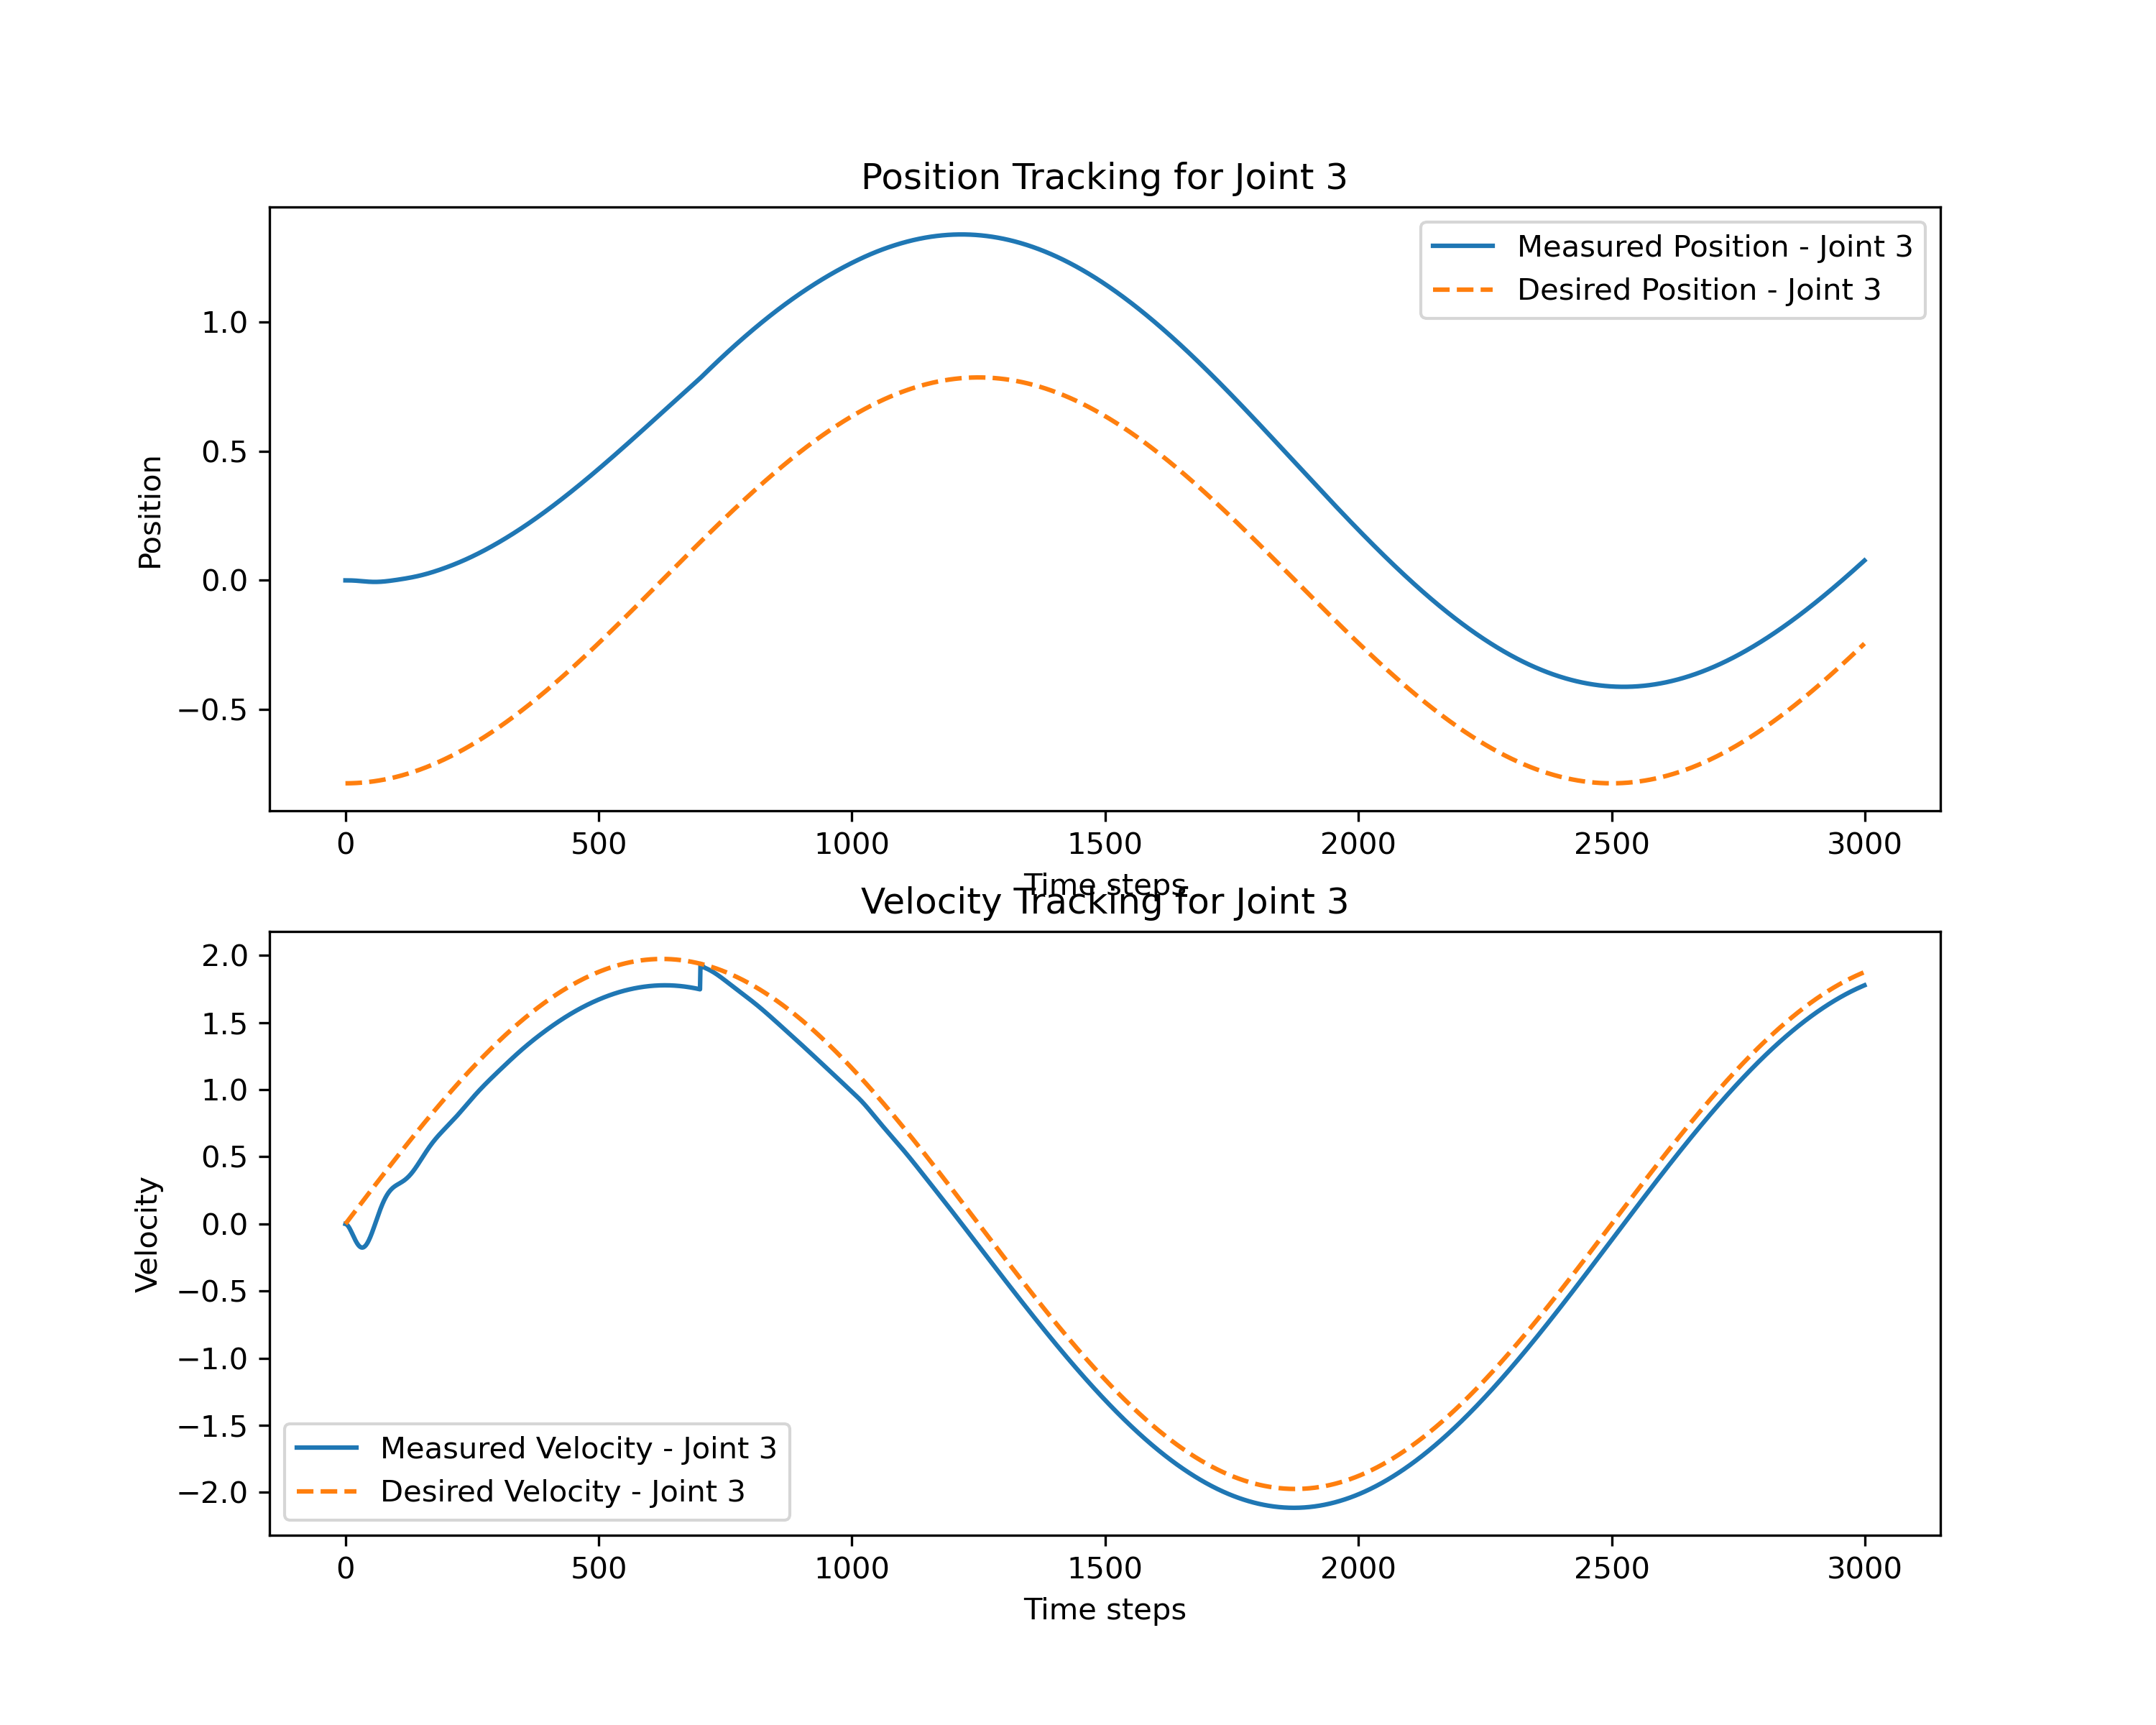 Position Tracking for Joint 3
Measured Position - Joint 3
Desired Position - Joint 3
Position
1.0
0.5
0.0
−0.5
0 500 1000 1500 2000 2500 3000
Time steps
Velocity Tracking for Joint 3
Velocity
2.0
1.5
1.0
0.5
0.0
−0.5
−1.0
−1.5
−2.0
Measured Velocity - Joint 3
Desired Velocity - Joint 3
0 500 1000 1500 2000 2500 3000
Time steps